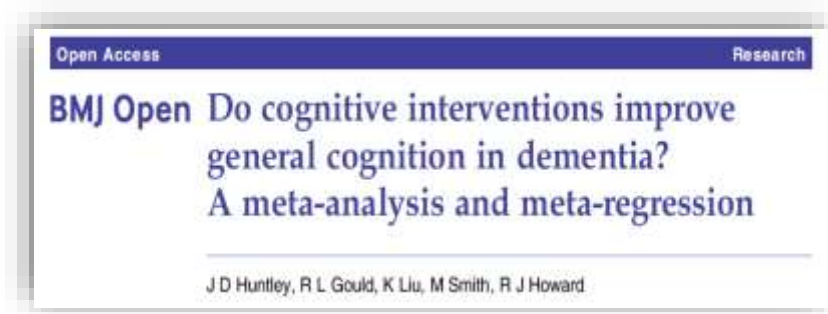 Open Access Research
BMJ Open Do cognitive interventions improve
general cognition in dementia?
A meta-analysis and meta-regression
J D Huntley, R L Gould, K Liu, M Smith, R J Howard